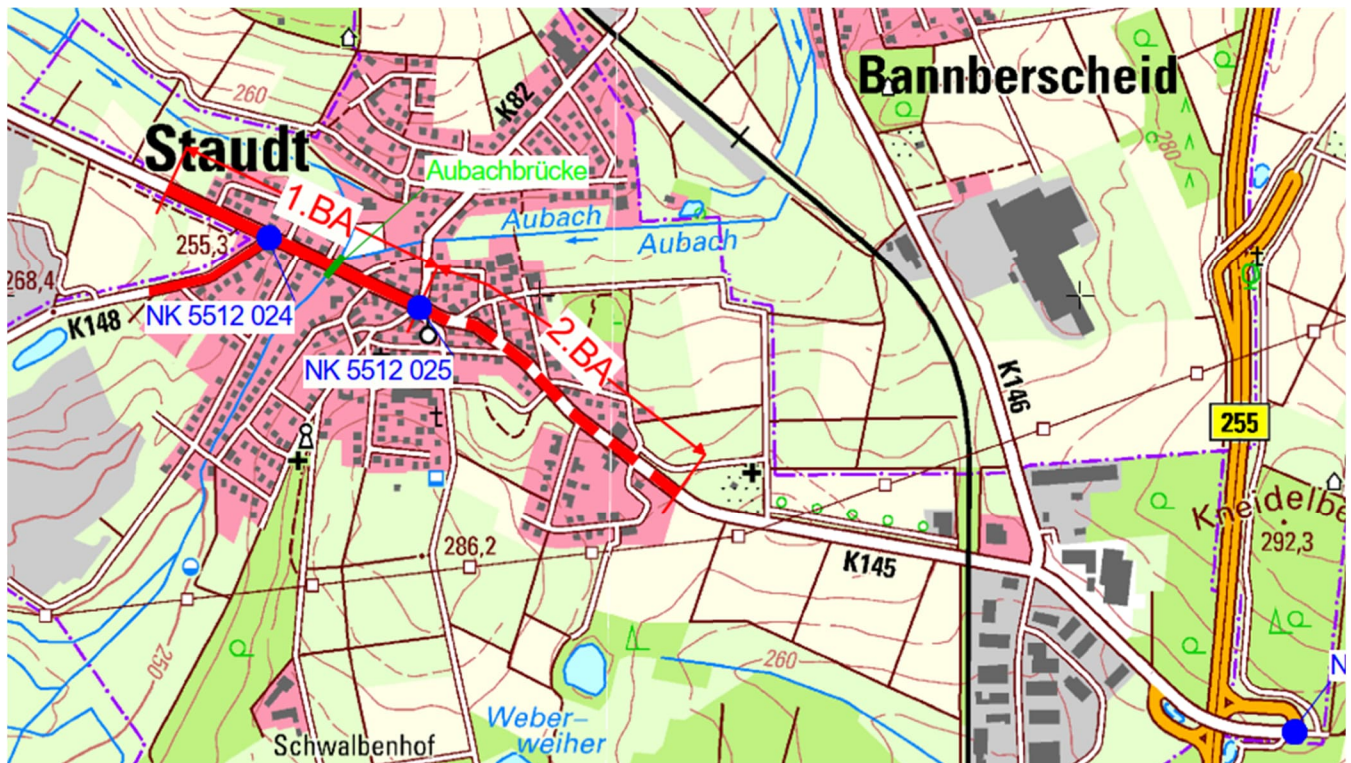 Bannberscheid
260
K82
280
Staudt
Aubachbrücke
1.BA
Aubach
Aubach
255,3
268,4
NK 5512 024
K148
NK 5512 025
2.BA
K146
255
Kneidelbe
292,3
286,2
K145
250
260
N
Weber–
weiher
Schwalbenhof